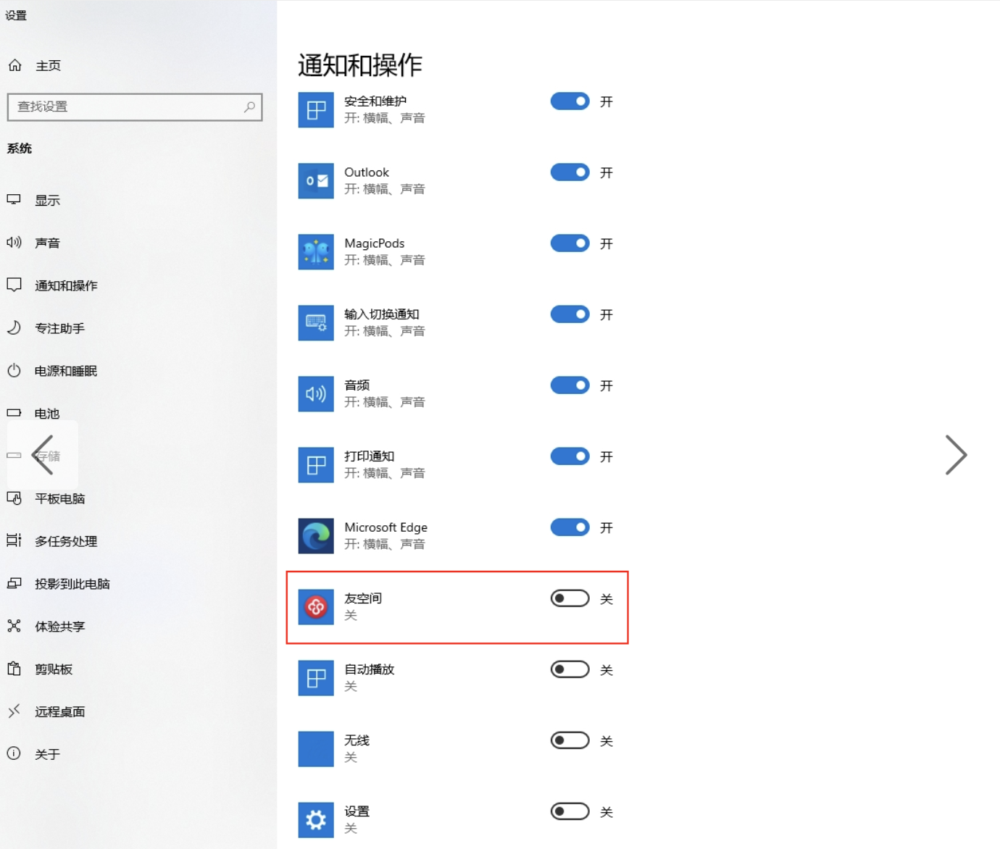 设置
主页
查找设置
系统
显示
声音
通知和操作
专注助手
电源和睡眠
电池
存储
平板电脑
多任务处理
投影到此电脑
体验共享
剪贴板
远程桌面
关于
通知和操作
安全和维护
开: 横幅、声音
开
Outlook
开: 横幅、声音
开
MagicPods
开: 横幅、声音
开
输入切换通知
开: 横幅、声音
开
音频
开: 横幅、声音
开
打印通知
开: 横幅、声音
开
Microsoft Edge
开: 横幅、声音
开
友空间
关
关
自动播放
关
关
无线
关
关
设置
关
关